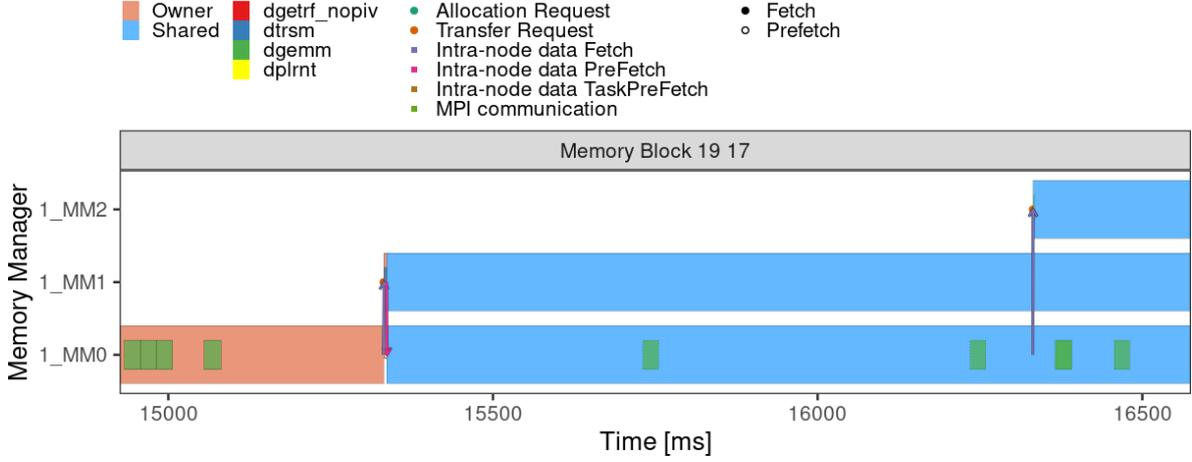 Owner dgetrf_nopiv Allocation Request Fetch
Shared dtrsm Transfer Request Prefetch
dgemm Intra-node data Fetch
dplrnt Intra-node data PreFetch
Intra-node data TaskPreFetch
MPI communication
Memory Block 19 17
Memory Manager
1_MM2
1_MM1
1_MM0
15000 15500 16000 16500
Time [ms]